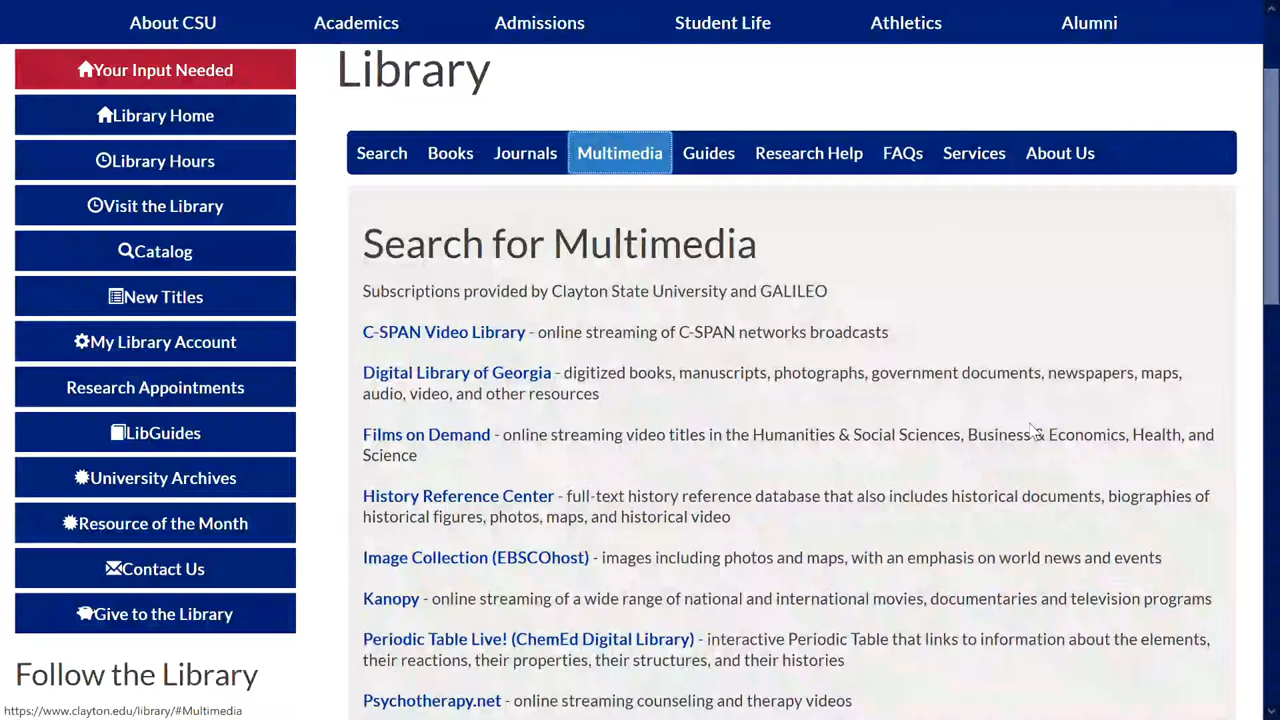 About CSU Academics Admissions Student Life Athletics Alumni
Your Input Needed
Library Home
Library Hours
Visit the Library
Catalog
New Titles
My Library Account
Research Appointments
LibGuides
University Archives
Resource of the Month
Contact Us
Give to the Library
Follow the Library
Library
Search Books Journals Multimedia Guides Research Help FAQs Services About Us
Search for Multimedia
Subscriptions provided by Clayton State University and GALILEO
C-SPAN Video Library - online streaming of C-SPAN networks broadcasts
Digital Library of Georgia - digitized books, manuscripts, photographs, government documents, newspapers, maps,
audio, video, and other resources
Films on Demand - online streaming video titles in the Humanities & Social Sciences, Business & Economics, Health, and
Science
History Reference Center - full-text history reference database that also includes historical documents, biographies of
historical figures, photos, maps, and historical video
Image Collection (EBSCOhost) - images including photos and maps, with an emphasis on world news and events
Kanopy - online streaming of a wide range of national and international movies, documentaries and television programs
Periodic Table Live! (ChemEd Digital Library) - interactive Periodic Table that links to information about the elements,
their reactions, their properties, their structures, and their histories
Psychotherapy.net - online streaming counseling and therapy videos
https://www.clayton.edu/library/#Multimedia